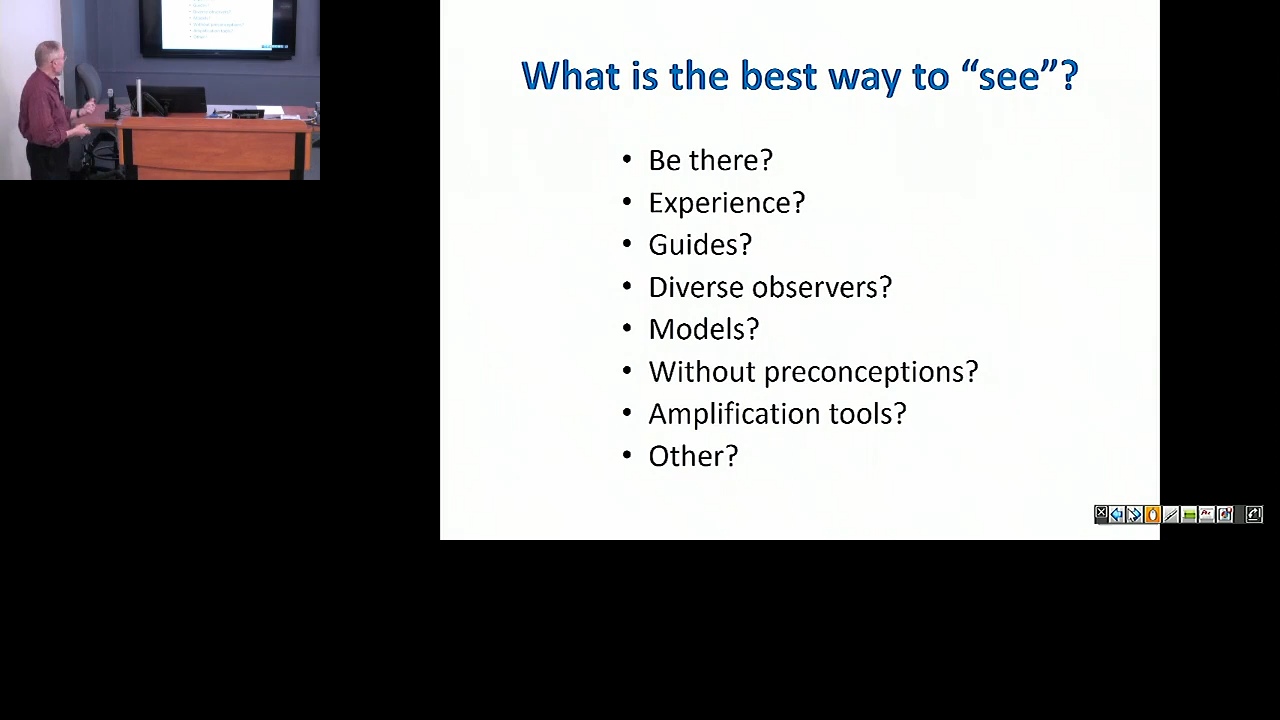 What is the best way to “see”?
• Be there?
• Experience?
• Guides?
• Diverse observers?
• Models?
• Without preconceptions?
• Amplification tools?
• Other?